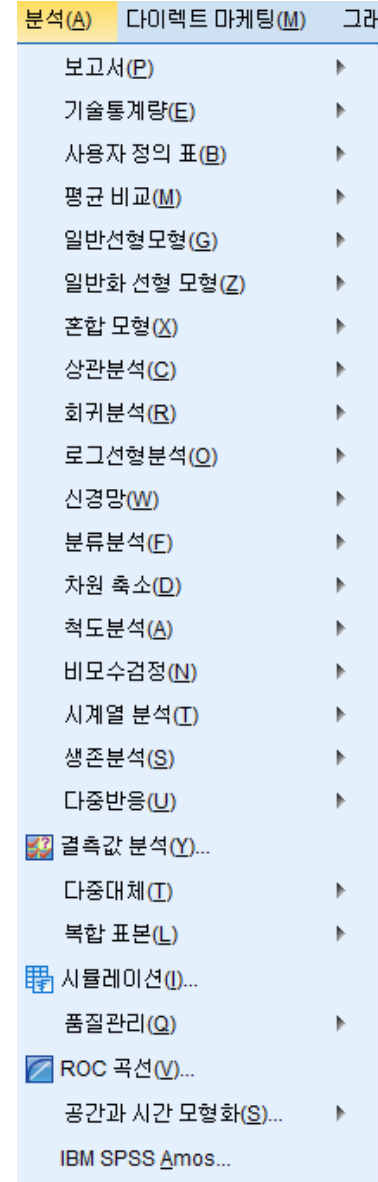 분석(A) 다이렉트 마케팅(M) 그래
보고서(P)
기술통계량(E)
사용자 정의 표(B)
평균 비교(M)
일반선형모형(G)
일반화 선형 모형(Z)
혼합 모형(X)
상관분석(C)
회귀분석(R)
로그선형분석(O)
신경망(W)
분류분석(F)
차원 축소(D)
척도분석(A)
비모수검정(N)
시계열 분석(T)
생존분석(S)
다중반응(U)
결측값 분석(Y)...
다중대체(T)
복합 표본(L)
시뮬레이션(I)...
품질관리(Q)
ROC 곡선(V)...
공간과 시간 모형화(S)...
IBM SPSS Amos...